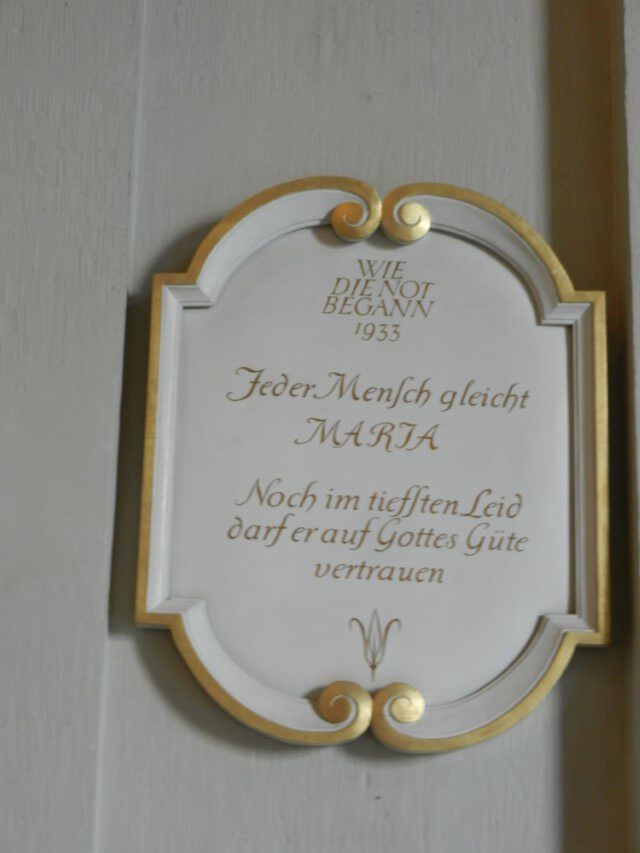 WIE
DIE NOT
BEGANN
1933
Jeder Menſch gleicht
MARIA
Noch im tiefſten Leid
darf er auf Gottes Güte
vertrauen